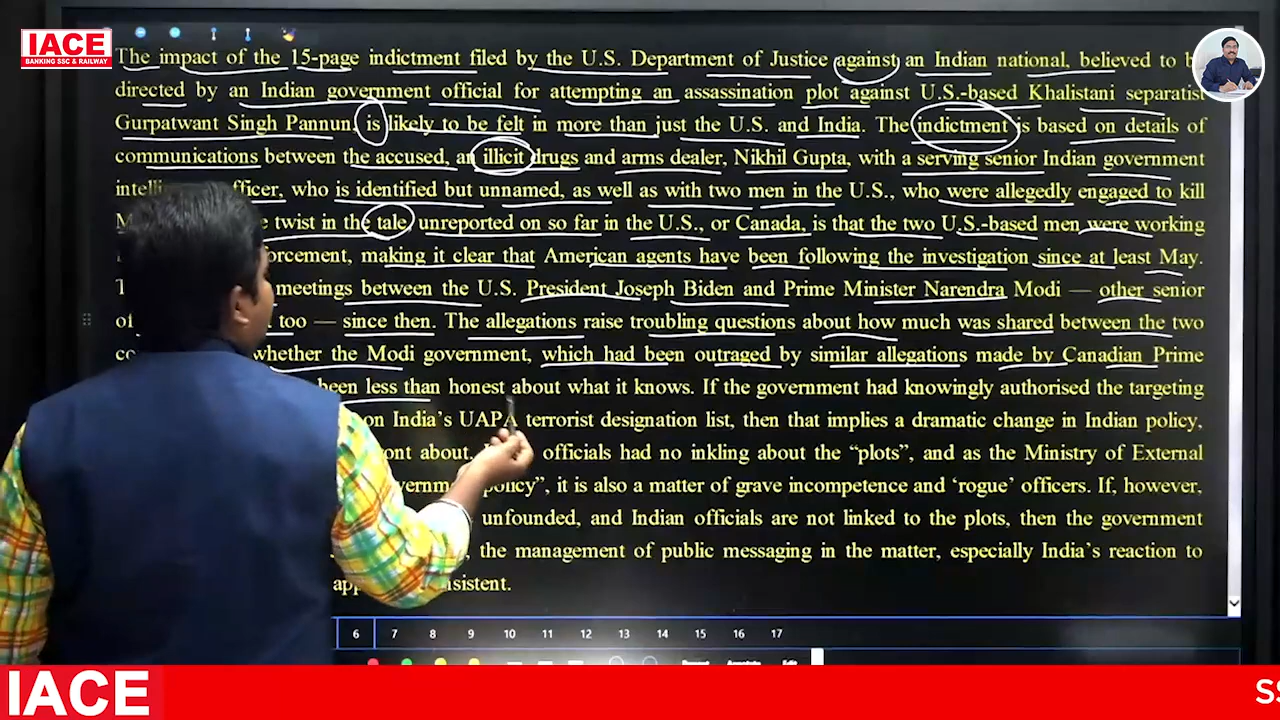 IACE
BANKING SSC & RAILWAY
The impact of the 15-page indictment filed by the U.S. Department of Justice against an Indian national, believed to
directed by an Indian government official for attempting an assassination plot against U.S.-based Khalistani separatist
Gurpatwant Singh Pannun, is likely to be felt in more than just the U.S. and India. The indictment is based on details of
communications between the accused, an illicit drugs and arms dealer, Nikhil Gupta, with a serving senior Indian government
who is identified but unnamed, as well as with two men in the U.S., who were allegedly engaged to kill
twist in the tale, unreported on so far in the U.S., or Canada, is that the two U.S.-based men were working
making it clear that American agents have been following the investigation since at least May.
meetings between the U.S. President Joseph Biden and Prime Minister Narendra Modi — other senior
too — since then. The allegations raise troubling questions about how much was shared between the two
whether the Modi government, which had been outraged by similar allegations made by Canadian Prime
been less than honest about what it knows. If the government had knowingly authorised the targeting
on India's UAPA terrorist designation list, then that implies a dramatic change in Indian policy,
about, officials had no inkling about the “plots”, and as the Ministry of External
policy”, it is also a matter of grave incompetence and ‘rogue’ officers. If, however,
unfounded, and Indian officials are not linked to the plots, then the government
the management of public messaging in the matter, especially India's reaction to
6 7 8 9 10 11 12 13 14 15 16 17
IACE